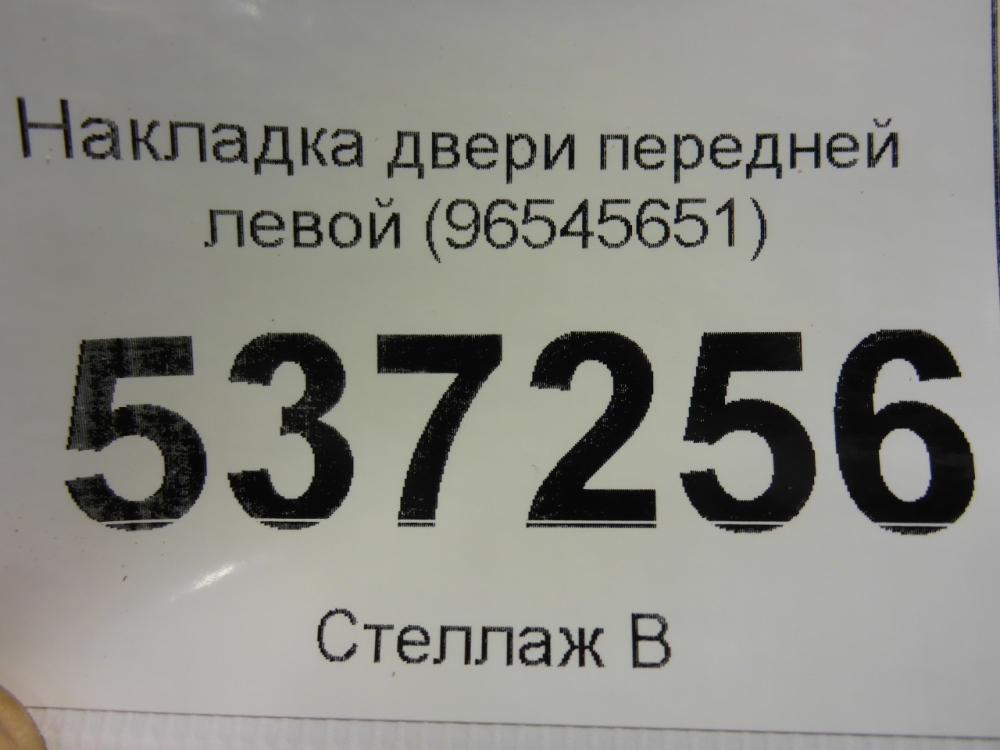 Накладка двери передней
левой (96545651)
537256
Стеллаж В